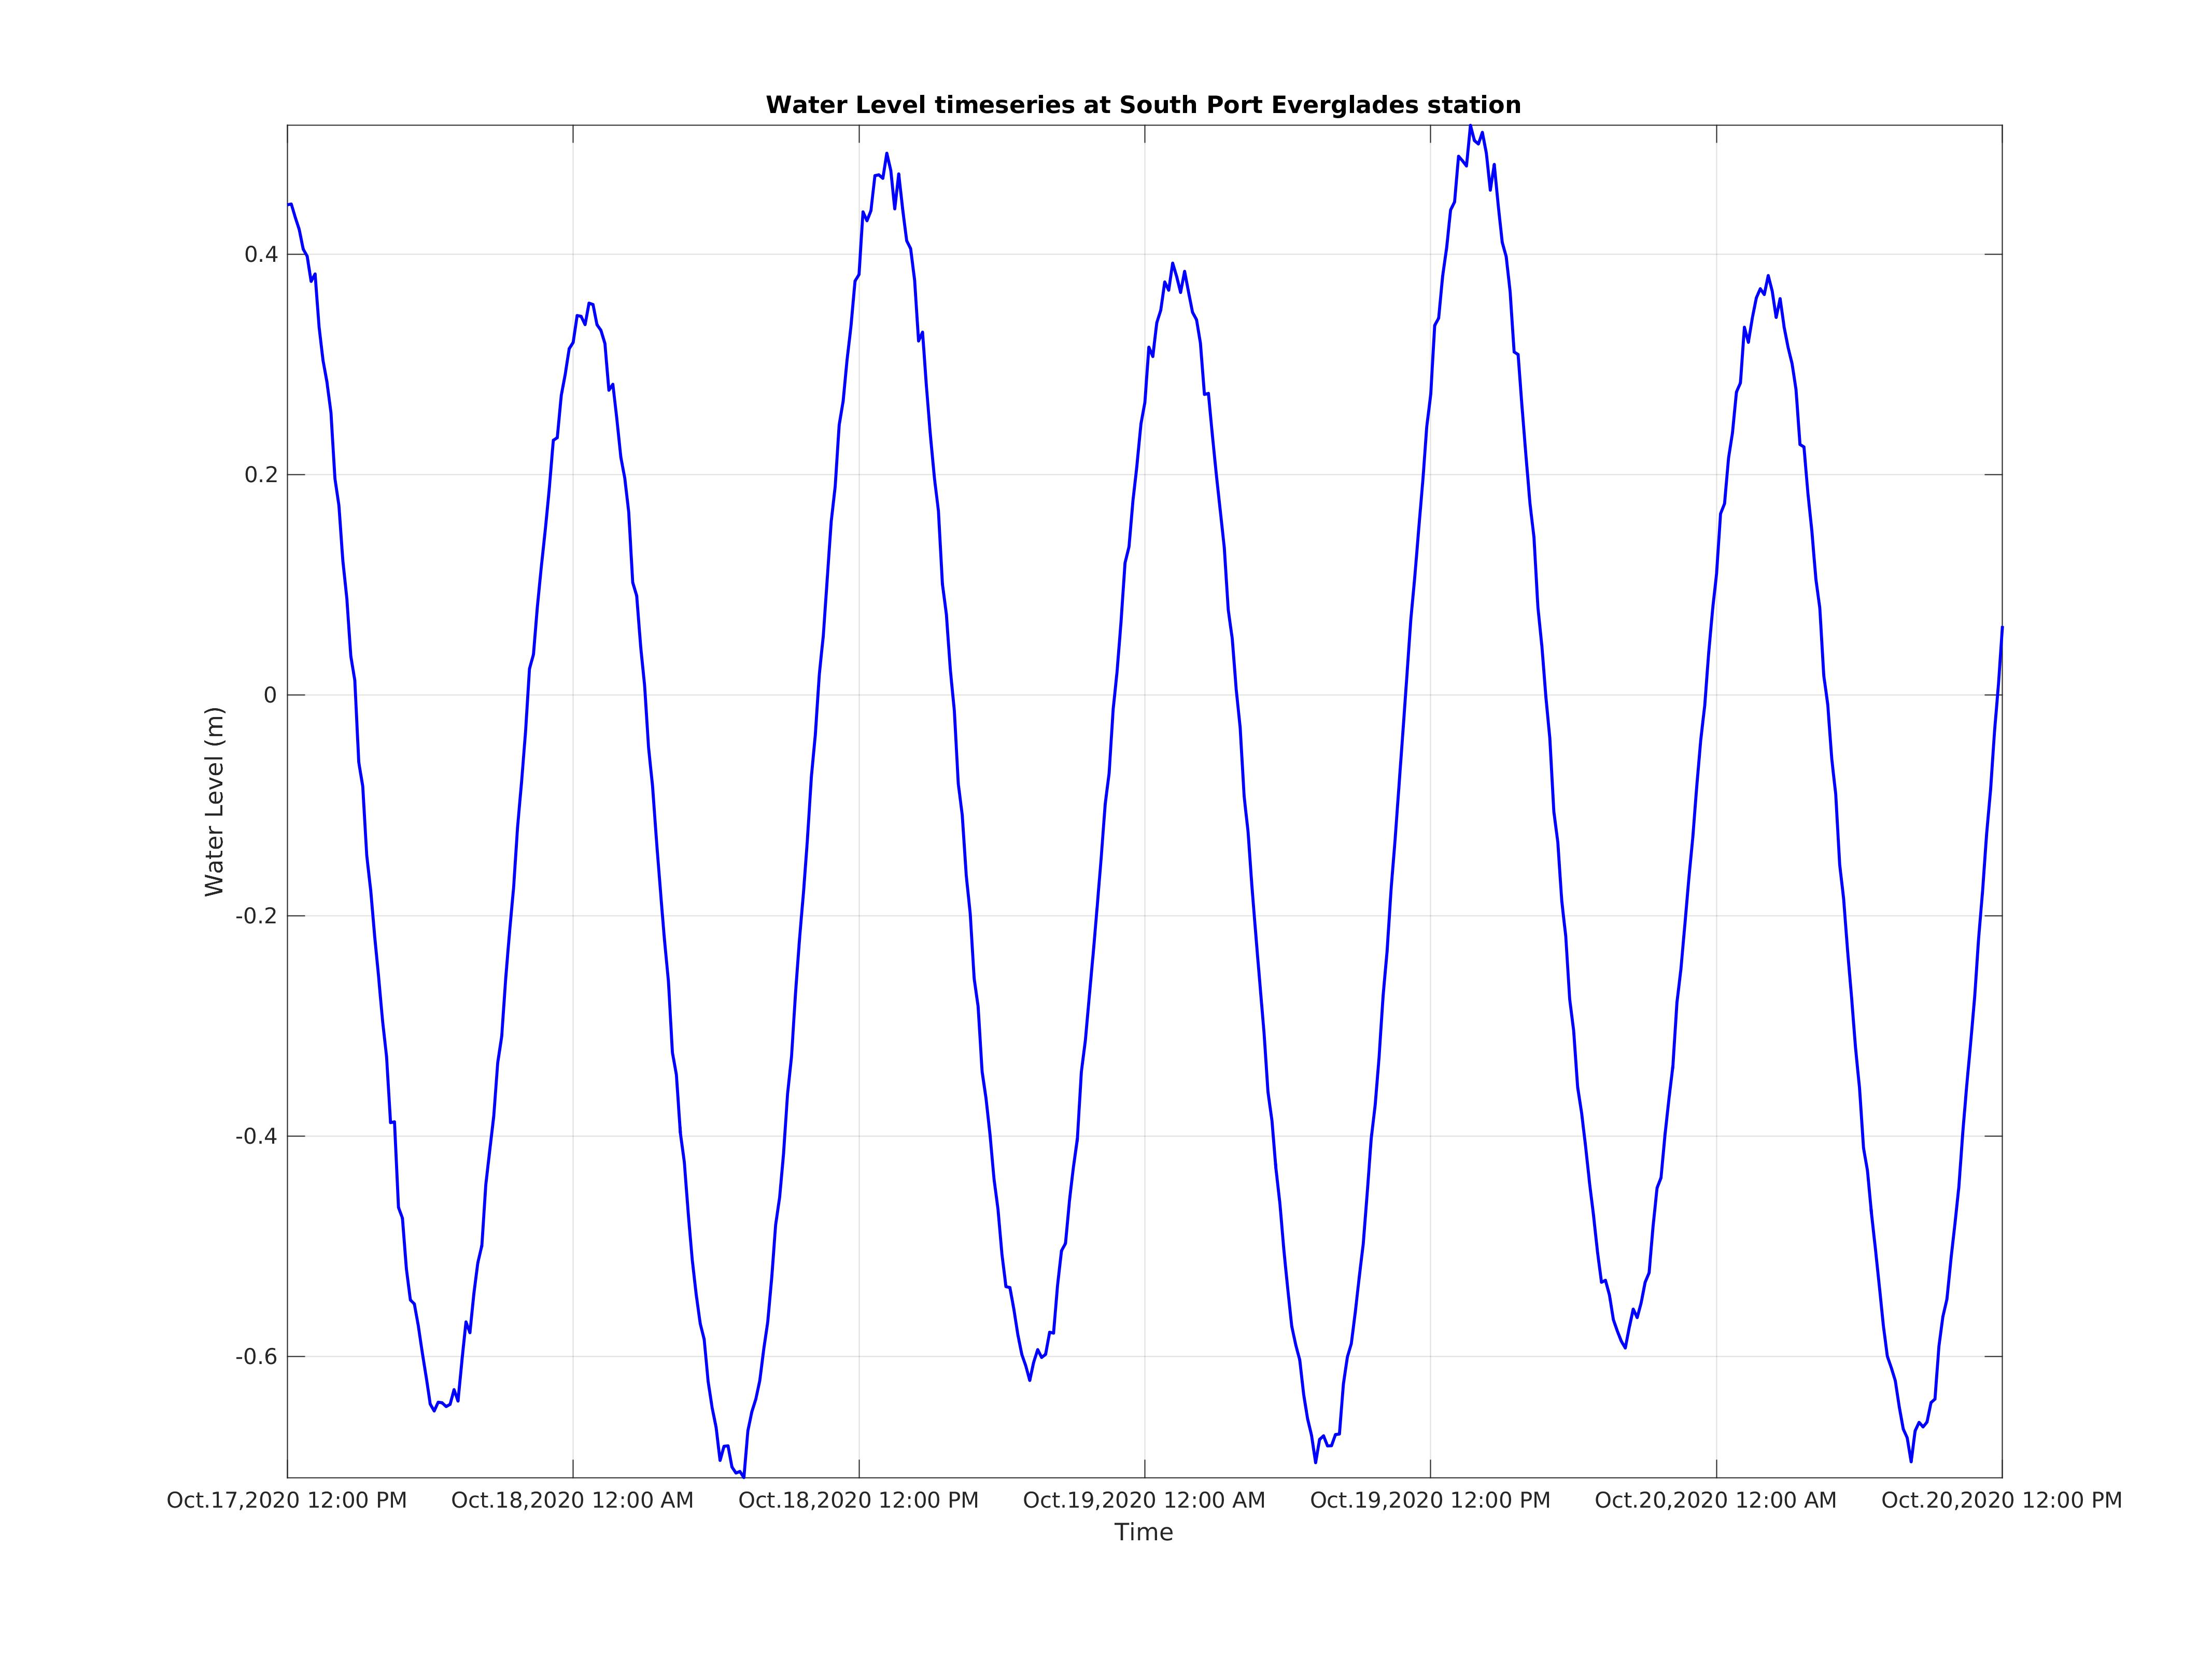 Water Level timeseries at South Port Everglades station
0.4
0.2
0
-0.2
-0.4
-0.6
Water Level (m)
Oct.17,2020 12:00 PM Oct.18,2020 12:00 AM Oct.18,2020 12:00 PM Oct.19,2020 12:00 AM Oct.19,2020 12:00 PM Oct.20,2020 12:00 AM Oct.20,2020 12:00 PM
Time